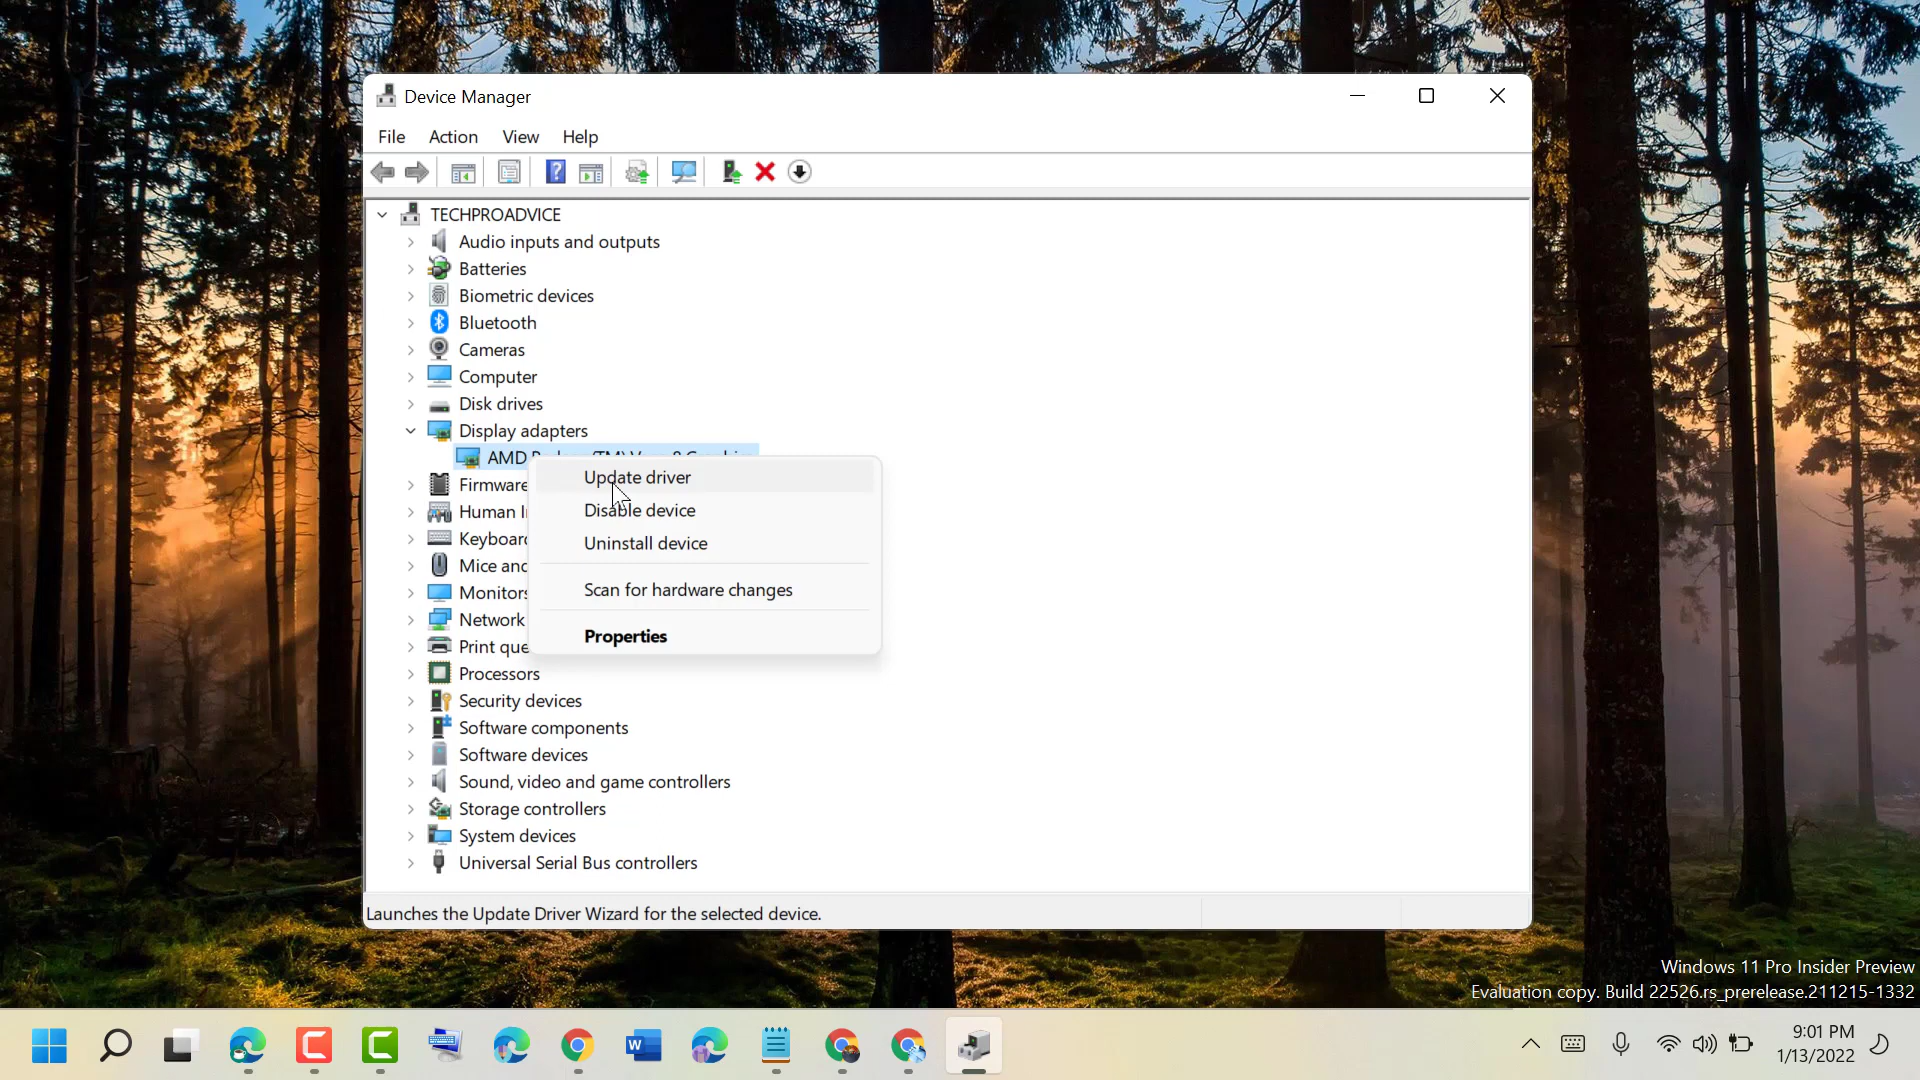 Device Manager
File Action View Help
TECHPROADVICE
Audio inputs and outputs
Batteries
Biometric devices
Bluetooth
Cameras
Computer
Disk drives
Display adapters
AMD
Update driver
Firmware
Disable device
Human
Keyboard
Uninstall device
Mice and
Scan for hardware changes
Monitors
Network
Properties
Print
Processors
Security devices
Software components
Software devices
Sound, video and game controllers
Storage controllers
System devices
Universal Serial Bus controllers
Launches the Update Driver Wizard for the selected device.
Windows 11 Pro Insider Preview
Evaluation copy. Build 22526.rs_prerelease.211215-1332
9:01 PM
1/13/2022